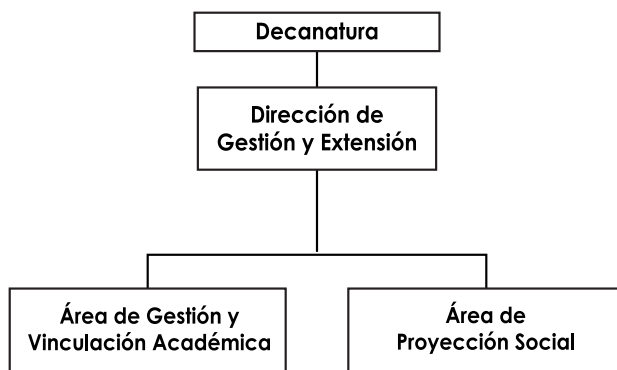 Decanatura
Dirección de
Gestión y Extensión
Área de Gestión y
Vinculación Académica
Área de
Proyección Social